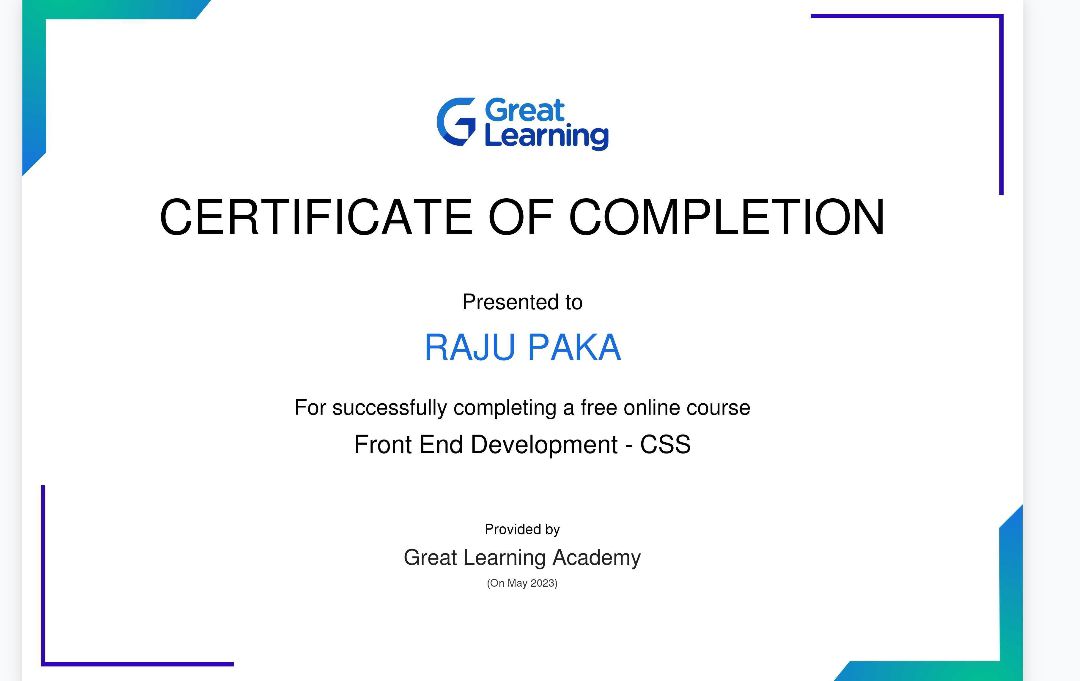 Great
Learning
CERTIFICATE OF COMPLETION
Presented to
RAJU PAKA
For successfully completing a free online course
Front End Development - CSS
Provided by
Great Learning Academy
(On May 2023)